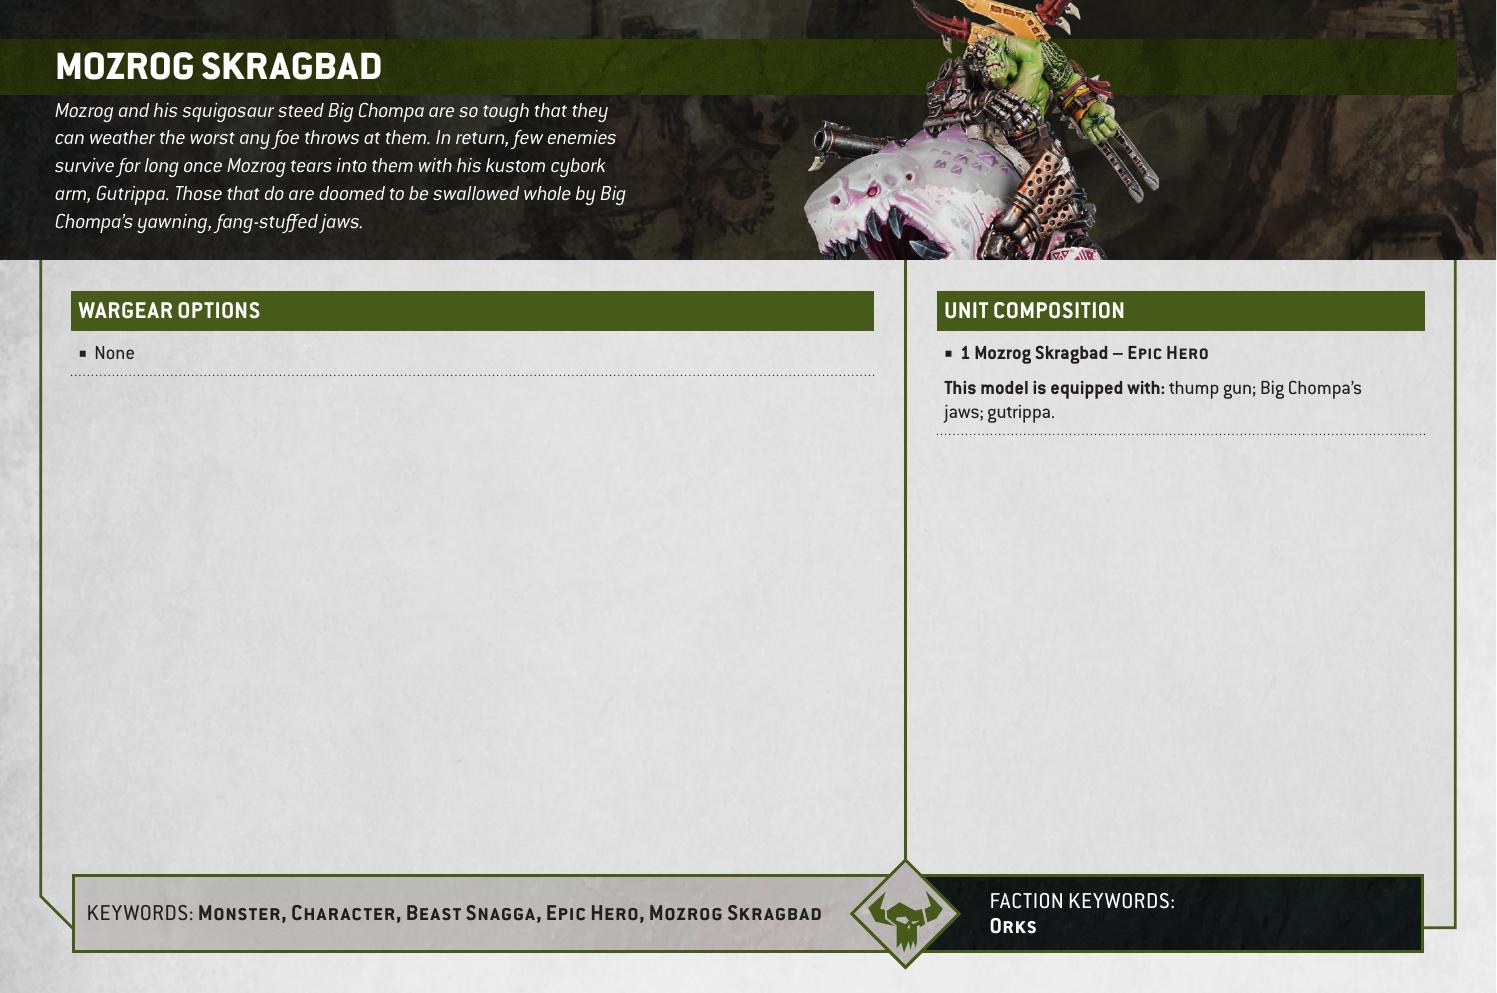 MOZROG SKRAGBAD
Mozrog and his squigosaur steed Big Chompa are so tough that they
can weather the worst any foe throws at them. In return, few enemies
survive for long once Mozrog tears into them with his kustom cybork
arm, Gutrippa. Those that do are doomed to be swallowed whole by Big
Chompa’s yawning, fang-stuffed jaws.
WARGEAR OPTIONS
▪ None
UNIT COMPOSITION
▪ 1 Mozrog Skragbad – Epic Hero
This model is equipped with: thump gun; Big Chompa’s
jaws; gutrippa.
KEYWORDS: Monster, Character, Beast Snagga, Epic Hero, Mozrog Skragbad
FACTION KEYWORDS:
Orks